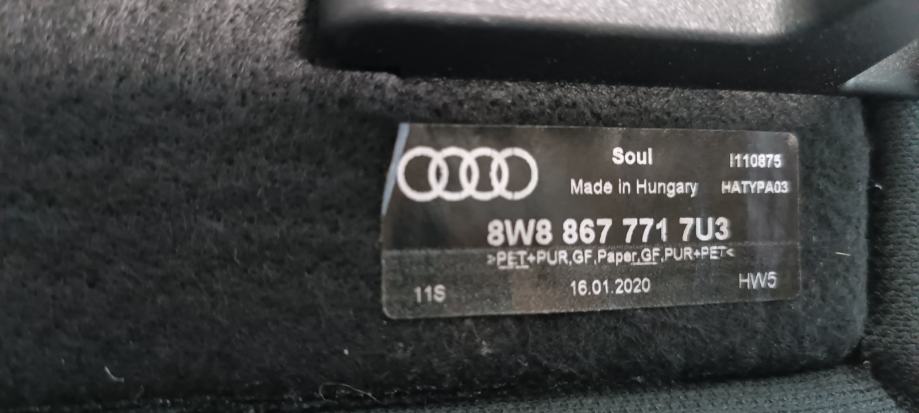 Soul I110875
Made in Hungary HATYPA03
8W8 867 771 7U3
>PET+PUR,GF,Paper,GF,PUR+PET<
11S 16.01.2020 HW5